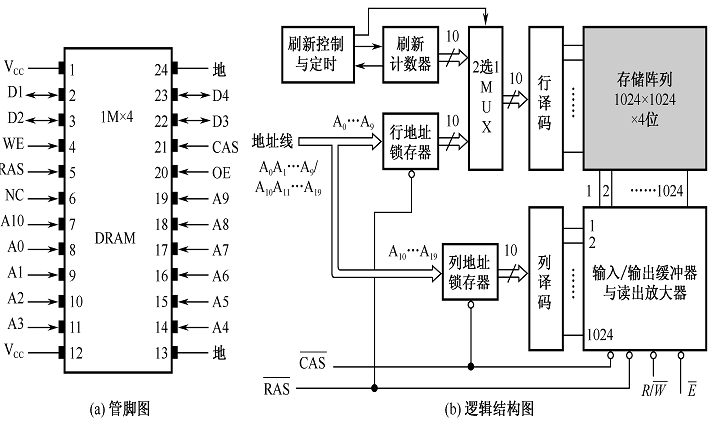 V_CC 1 24 地
D1 2 23 D4
D2 3 1M×4 22 D3
WE 4 21 CAS
RAS 5 20 OE
NC 6 19 A9
A10 7 18 A8
A0 8 DRAM 17 A7
A1 9 16 A6
A2 10 15 A5
A3 11 14 A4
V_CC 12 13 地
(a) 管脚图
刷新控制
与定时
刷新
计数器
10
2选1
M
U
X
10
行
译
码
……
存储阵列
1024×1024
×4位
地址线
A₀…A₉
A₀A₁…A₉/
A₁₀A₁₁…A₁₉
行地址
锁存器
10
1 2 ……1024
A₁₀…A₁₉
列地址
锁存器
10
列
译
码
1
2
……
1024
输入/输出缓冲器
与读出放大器
C̅A̅S̅
R̅A̅S̅
R/W̅
E̅
(b) 逻辑结构图